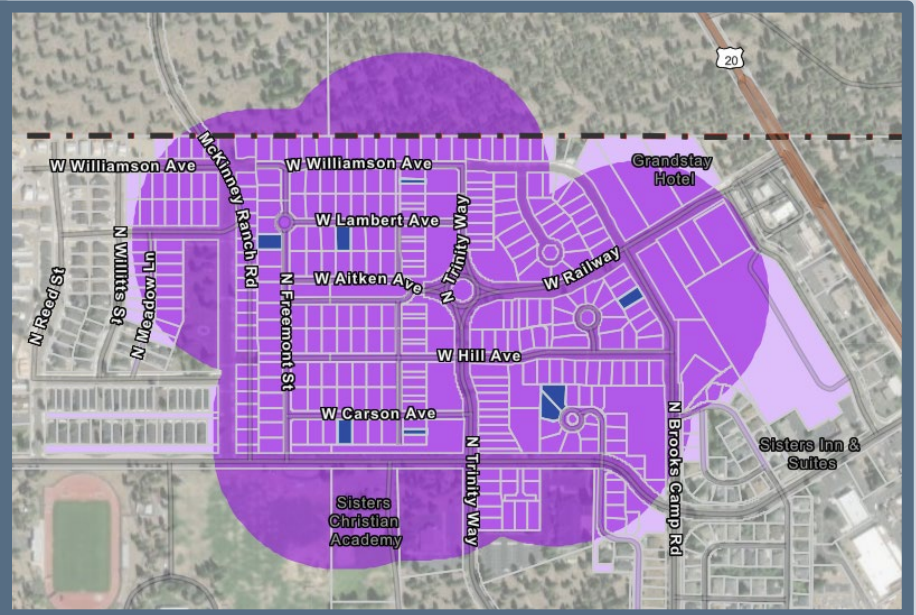 20
W Williamson Ave
McKinney Ranch Rd
W Williamson Ave
Grandstay
Hotel
W Lambert Ave
N Trinity Way
N Reed St
N Willitts St
N Meadow Ln
W Aitken Ave
W Railway
N Freemont St
W Hill Ave
W Carson Ave
N Trinity Way
N Brooks Camp Rd
Sisters Inn &
Suites
Sisters
Christian
Academy